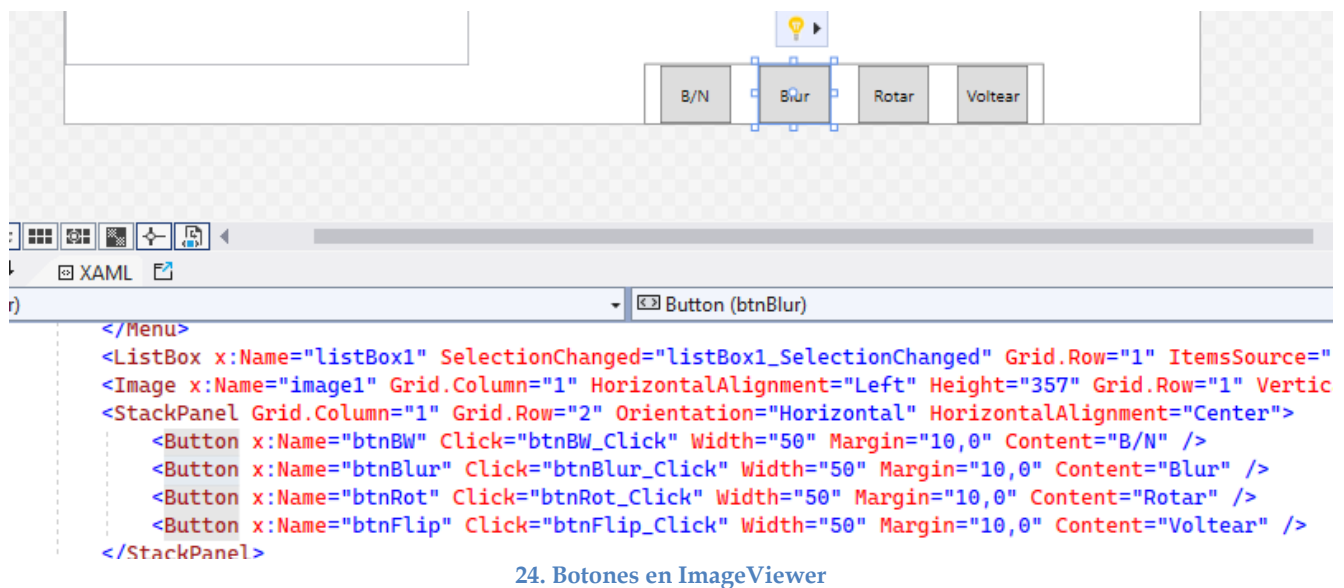 B/N Blur Rotar Voltear
XAML
r) Button (btnBlur)
</Menu>
<ListBox x:Name="listBox1" SelectionChanged="listBox1_SelectionChanged" Grid.Row="1" ItemsSource="
<Image x:Name="image1" Grid.Column="1" HorizontalAlignment="Left" Height="357" Grid.Row="1" Vertic
<StackPanel Grid.Column="1" Grid.Row="2" Orientation="Horizontal" HorizontalAlignment="Center">
<Button x:Name="btnBW" Click="btnBW_Click" Width="50" Margin="10,0" Content="B/N" />
<Button x:Name="btnBlur" Click="btnBlur_Click" Width="50" Margin="10,0" Content="Blur" />
<Button x:Name="btnRot" Click="btnRot_Click" Width="50" Margin="10,0" Content="Rotar" />
<Button x:Name="btnFlip" Click="btnFlip_Click" Width="50" Margin="10,0" Content="Voltear" />
</StackPanel>
24. Botones en ImageViewer